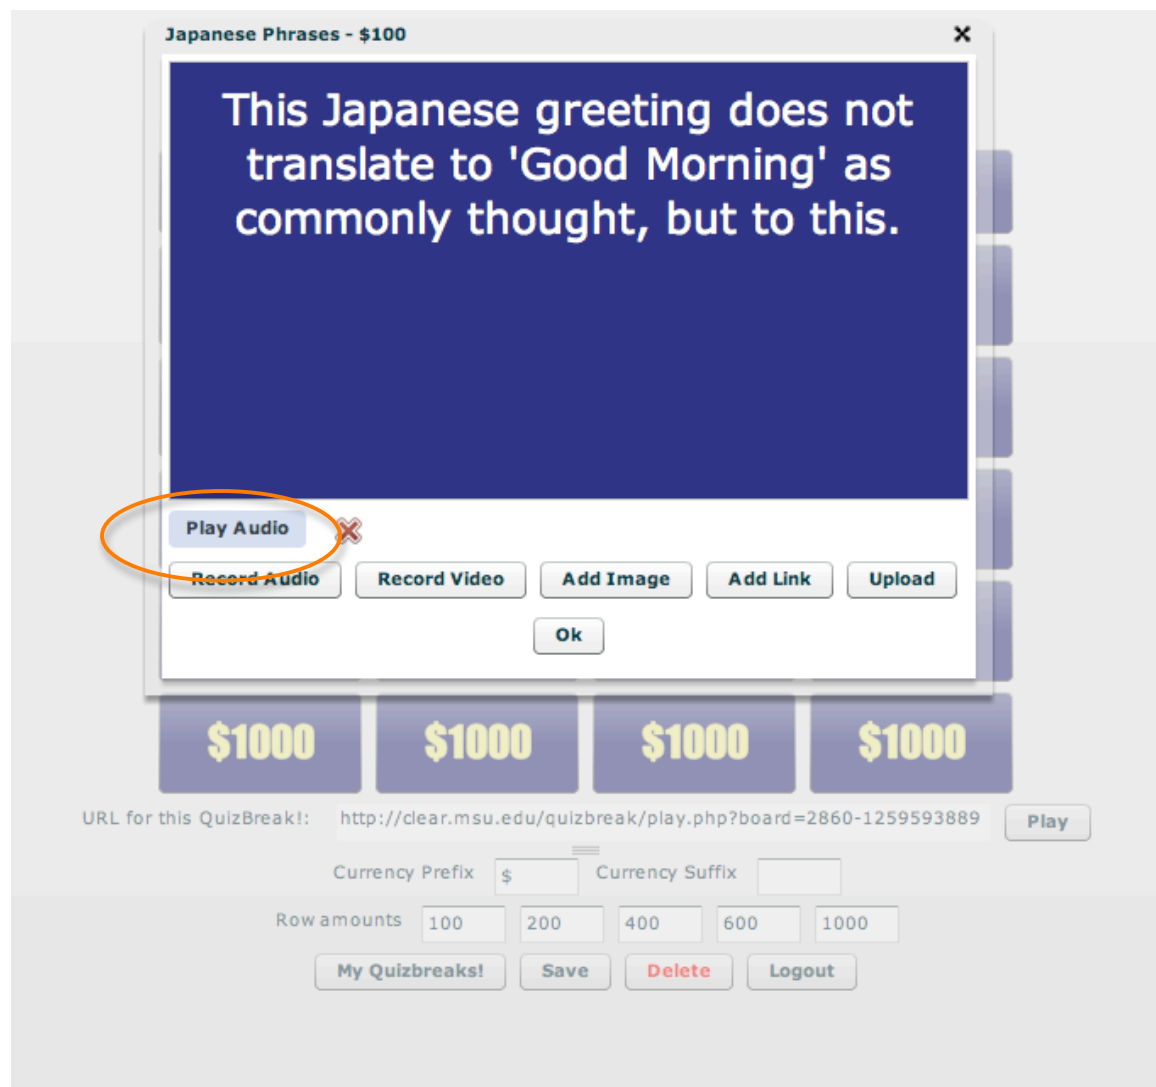 Japanese Phrases - $100
This Japanese greeting does not
translate to 'Good Morning' as
commonly thought, but to this.
Play Audio
Record Audio Record Video Add Image Add Link Upload
Ok
$1000 $1000 $1000 $1000
URL for this QuizBreak!: http://clear.msu.edu/quizbreak/play.php?board=2860-1259593889 Play
Currency Prefix $ Currency Suffix
Row amounts 100 200 400 600 1000
My Quizbreaks! Save Delete Logout